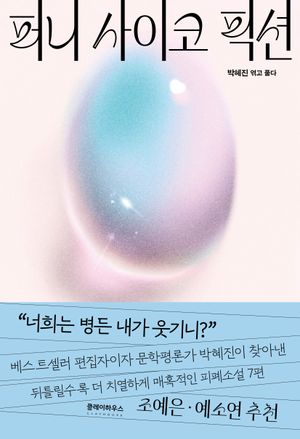 퍼니 사이코 픽션
박혜진 엮고 풀다
“너희는 병든 내가 웃기니?”
베스트셀러 편집자이자 문학평론가 박혜진이 찾아낸
뒤틀릴수록 더 치열하게 매혹적인 피폐소설 7편
클레이하우스
CLAYHOUSE
조예은·예소연 추천